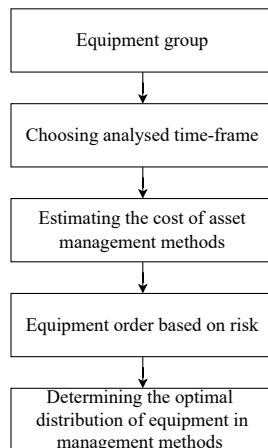 Equipment group
Choosing analysed time-frame
Estimating the cost of asset
management methods
Equipment order based on risk
Determining the optimal
distribution of equipment in
management methods